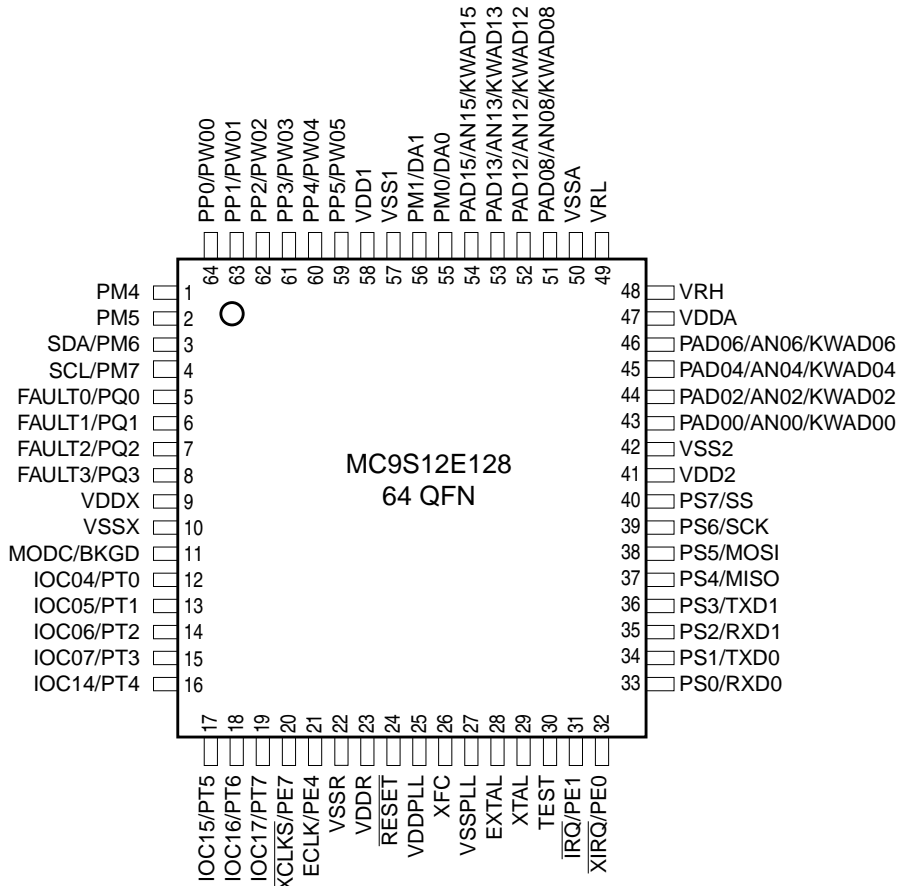 PP0/PW00
PP1/PW01
PP2/PW02
PP3/PW03
PP4/PW04
PP5/PW05
VDD1
VSS1
PM1/DA1
PM0/DA0
PAD15/AN15/KWAD15
PAD13/AN13/KWAD13
PAD12/AN12/KWAD12
PAD08/AN08/KWAD08
VSSA
VRL
64
63
62
61
60
59
58
57
56
55
54
53
52
51
50
49
PM4 1
PM5 2
SDA/PM6 3
SCL/PM7 4
FAULT0/PQ0 5
FAULT1/PQ1 6
FAULT2/PQ2 7
FAULT3/PQ3 8
VDDX 9
VSSX 10
MODC/BKGD 11
IOC04/PT0 12
IOC05/PT1 13
IOC06/PT2 14
IOC07/PT3 15
IOC14/PT4 16
MC9S12E128
64 QFN
48 VRH
47 VDDA
46 PAD06/AN06/KWAD06
45 PAD04/AN04/KWAD04
44 PAD02/AN02/KWAD02
43 PAD00/AN00/KWAD00
42 VSS2
41 VDD2
40 PS7/SS
39 PS6/SCK
38 PS5/MOSI
37 PS4/MISO
36 PS3/TXD1
35 PS2/RXD1
34 PS1/TXD0
33 PS0/RXD0
17
18
19
20
21
22
23
24
25
26
27
28
29
30
31
32
IOC15/PT5
IOC16/PT6
IOC17/PT7
XCLKS/PE7
ECLK/PE4
VSSR
VDDR
RESET
VDDPLL
XFC
VSSPLL
EXTAL
XTAL
TEST
IRQ/PE1
XIRQ/PE0